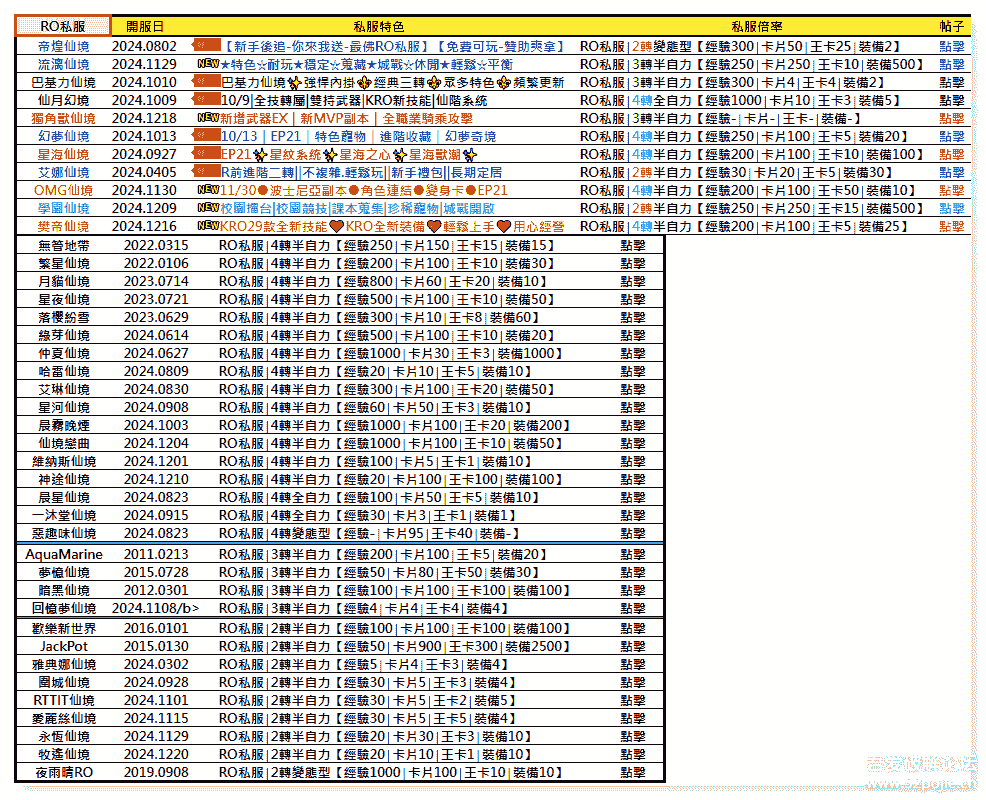 RO私服 開服日 私服特色 私服倍率 帖子
帝煌仙境 2024.0802 【新手後追-你來我送-最佛RO私服】【免費可玩-贊助爽拿】 RO私服|2轉變態型【經驗300|卡片50|王卡25|裝備2】 點擊
流漓仙境 2024.1129 NEW★特色☆耐玩★穩定☆蒐藏★城戰☆休閒★輕鬆☆平衡 RO私服|3轉半自力【經驗250|卡片250|王卡10|裝備500】 點擊
巴基力仙境 2024.1010 巴基力仙境✨強悍內掛⚜經典三轉⚜眾多特色⚜頻繁更新 RO私服|3轉半自力【經驗300|卡片4|王卡4|裝備2】 點擊
仙月幻境 2024.1009 10/9|全技轉屬|雙持武器|KRO新技能|仙階系統 RO私服|4轉全自力【經驗1000|卡片10|王卡3|裝備5】 點擊
獨角獸仙境 2024.1218 NEW新增武器EX｜新MVP副本｜全職業騎乘攻擊 RO私服|3轉半自力【經驗-|卡片-|王卡-|裝備-】 點擊
幻夢仙境 2024.1013 10/13｜EP21｜特色寵物｜進階收藏｜幻夢奇境 RO私服|4轉半自力【經驗200|卡片100|王卡5|裝備20】 點擊
星海仙境 2024.0927 EP21✨星紋系統✨星海之心✨星海獸潮✨ RO私服|4轉半自力【經驗200|卡片100|王卡10|裝備100】 點擊
艾娜仙境 2024.0405 R前進階二轉||不複雜.輕鬆玩||新手禮包||長期定居 RO私服|2轉半自力【經驗30|卡片20|王卡5|裝備30】 點擊
OMG仙境 2024.1130 NEW11/30●波士尼亞副本●角色連結●變身卡●EP21 RO私服|4轉半自力【經驗200|卡片100|王卡50|裝備10】 點擊
學園仙境 2024.1209 NEW校園擂台|校園競技|課本蒐集|珍稀寵物|城戰開啟 RO私服|2轉半自力【經驗250|卡片250|王卡15|裝備500】 點擊
樊帝仙境 2024.1216 NEWKRO29款全新技能❤KRO全新裝備❤輕鬆上手❤用心經營 RO私服|4轉半自力【經驗200|卡片100|王卡5|裝備25】 點擊
無管地帶 2022.0315 RO私服|4轉半自力【經驗250|卡片150|王卡15|裝備15】 點擊
繁星仙境 2022.0106 RO私服|4轉半自力【經驗200|卡片100|王卡10|裝備30】 點擊
月貓仙境 2023.0714 RO私服|4轉半自力【經驗800|卡片60|王卡20|裝備10】 點擊
星夜仙境 2023.0721 RO私服|4轉半自力【經驗500|卡片100|王卡10|裝備50】 點擊
落櫻紛雪 2023.0629 RO私服|4轉半自力【經驗300|卡片10|王卡8|裝備60】 點擊
綠芽仙境 2024.0614 RO私服|4轉半自力【經驗500|卡片100|王卡10|裝備20】 點擊
仲夏仙境 2024.0627 RO私服|4轉半自力【經驗1000|卡片30|王卡3|裝備1000】 點擊
哈雷仙境 2024.0809 RO私服|4轉半自力【經驗20|卡片10|王卡5|裝備10】 點擊
艾琳仙境 2024.0830 RO私服|4轉半自力【經驗300|卡片100|王卡20|裝備50】 點擊
星河仙境 2024.0908 RO私服|4轉半自力【經驗60|卡片50|王卡3|裝備10】 點擊
晨霧晚煙 2024.1003 RO私服|4轉半自力【經驗1000|卡片100|王卡20|裝備200】 點擊
仙境戀曲 2024.1204 RO私服|4轉半自力【經驗1000|卡片100|王卡10|裝備50】 點擊
維納斯仙境 2024.1201 RO私服|4轉半自力【經驗100|卡片5|王卡1|裝備10】 點擊
神途仙境 2024.1210 RO私服|4轉半自力【經驗20|卡片100|王卡100|裝備100】 點擊
晨星仙境 2024.0823 RO私服|4轉全自力【經驗100|卡片50|王卡5|裝備10】 點擊
一沐堂仙境 2024.0915 RO私服|4轉全自力【經驗30|卡片3|王卡1|裝備1】 點擊
惡趣味仙境 2024.0823 RO私服|4轉變態型【經驗-|卡片95|王卡40|裝備-】 點擊
AquaMarine 2011.0213 RO私服|3轉半自力【經驗200|卡片100|王卡5|裝備20】 點擊
夢憶仙境 2015.0728 RO私服|3轉半自力【經驗50|卡片80|王卡50|裝備30】 點擊
暗黑仙境 2012.0301 RO私服|3轉半自力【經驗100|卡片100|王卡100|裝備100】 點擊
回憶夢仙境 2024.1108/b> RO私服|3轉半自力【經驗4|卡片4|王卡4|裝備4】 點擊
歡樂新世界 2016.0101 RO私服|2轉半自力【經驗100|卡片100|王卡100|裝備100】 點擊
JackPot 2015.0130 RO私服|2轉半自力【經驗50|卡片900|王卡300|裝備2500】 點擊
雅典娜仙境 2024.0302 RO私服|2轉半自力【經驗5|卡片4|王卡3|裝備4】 點擊
圍城仙境 2024.0928 RO私服|2轉半自力【經驗30|卡片5|王卡3|裝備4】 點擊
RTTIT仙境 2024.1101 RO私服|2轉半自力【經驗30|卡片5|王卡2|裝備5】 點擊
愛麗絲仙境 2024.1115 RO私服|2轉半自力【經驗30|卡片5|王卡5|裝備4】 點擊
永恆仙境 2024.1129 RO私服|2轉半自力【經驗20|卡片30|王卡3|裝備10】 點擊
牧遙仙境 2024.1220 RO私服|2轉半自力【經驗20|卡片10|王卡1|裝備10】 點擊
夜雨晴RO 2019.0908 RO私服|2轉變態型【經驗1000|卡片100|王卡10|裝備10】 點擊
吾爱破解论坛
www.52pojie.cn